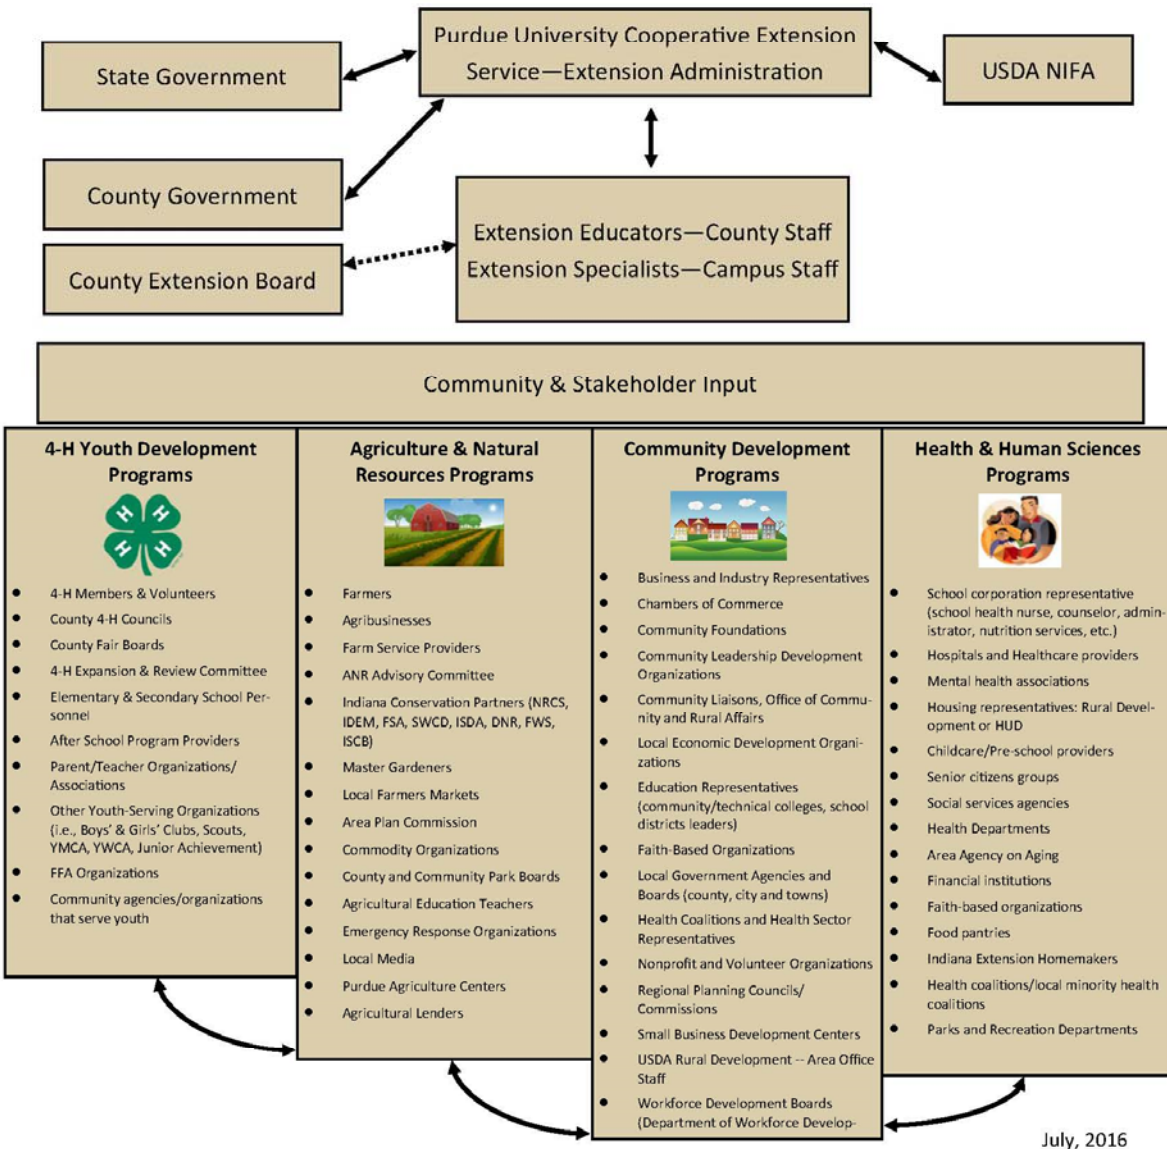 Purdue University Cooperative Extension
Service—Extension Administration
State Government
USDA NIFA
County Government
County Extension Board
Extension Educators—County Staff
Extension Specialists—Campus Staff
Community & Stakeholder Input
4-H Youth Development
Programs
H H
H H
• 4-H Members & Volunteers
• County 4-H Councils
• County Fair Boards
• 4-H Expansion & Review Committee
• Elementary & Secondary School Per-
sonnel
• After School Program Providers
• Parent/Teacher Organizations/
Associations
• Other Youth-Serving Organizations
(i.e., Boys’ & Girls’ Clubs, Scouts,
YMCA, YWCA, Junior Achievement)
• FFA Organizations
• Community agencies/organizations
that serve youth
Agriculture & Natural
Resources Programs
• Farmers
• Agribusinesses
• Farm Service Providers
• ANR Advisory Committee
• Indiana Conservation Partners (NRCS,
IDEM, FSA, SWCD, ISDA, DNR, FWS,
ISCB)
• Master Gardeners
• Local Farmers Markets
• Area Plan Commission
• Commodity Organizations
• County and Community Park Boards
• Agricultural Education Teachers
• Emergency Response Organizations
• Local Media
• Purdue Agriculture Centers
• Agricultural Lenders
Community Development
Programs
• Business and Industry Representatives
• Chambers of Commerce
• Community Foundations
• Community Leadership Development
Organizations
• Community Liaisons, Office of Commu-
nity and Rural Affairs
• Local Economic Development Organi-
zations
• Education Representatives
(community/technical colleges, school
districts leaders)
• Faith-Based Organizations
• Local Government Agencies and
Boards (county, city and towns)
• Health Coalitions and Health Sector
Representatives
• Nonprofit and Volunteer Organizations
• Regional Planning Councils/
Commissions
• Small Business Development Centers
• USDA Rural Development -- Area Office
Staff
• Workforce Development Boards
(Department of Workforce Develop-
Health & Human Sciences
Programs
• School corporation representative
(school health nurse, counselor, admin-
istrator, nutrition services, etc.)
• Hospitals and Healthcare providers
• Mental health associations
• Housing representatives: Rural Devel-
opment or HUD
• Childcare/Pre-school providers
• Senior citizens groups
• Social services agencies
• Health Departments
• Area Agency on Aging
• Financial institutions
• Faith-based organizations
• Food pantries
• Indiana Extension Homemakers
• Health coalitions/local minority health
coalitions
• Parks and Recreation Departments
July, 2016